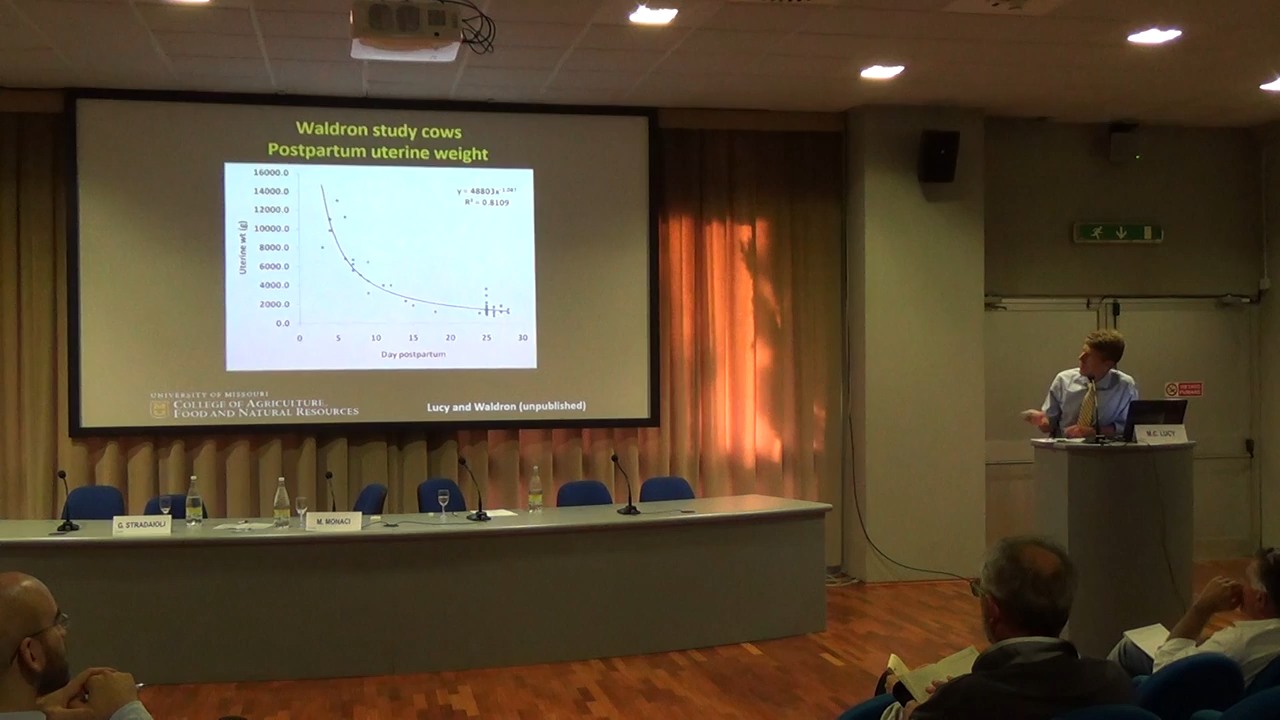 Waldron study cows
Postpartum uterine weight
16000.0
14000.0
12000.0
10000.0
8000.0
6000.0
4000.0
2000.0
0.0
Uterine wt (g)
R² = 0.8109
0 5 10 15 20 25 30
Day postpartum
UNIVERSITY OF MISSOURI
COLLEGE OF AGRICULTURE,
FOOD AND NATURAL RESOURCES
Lucy and Waldron (unpublished)
G. STRADAIOLI
M. MONACI
M.C. LUCY